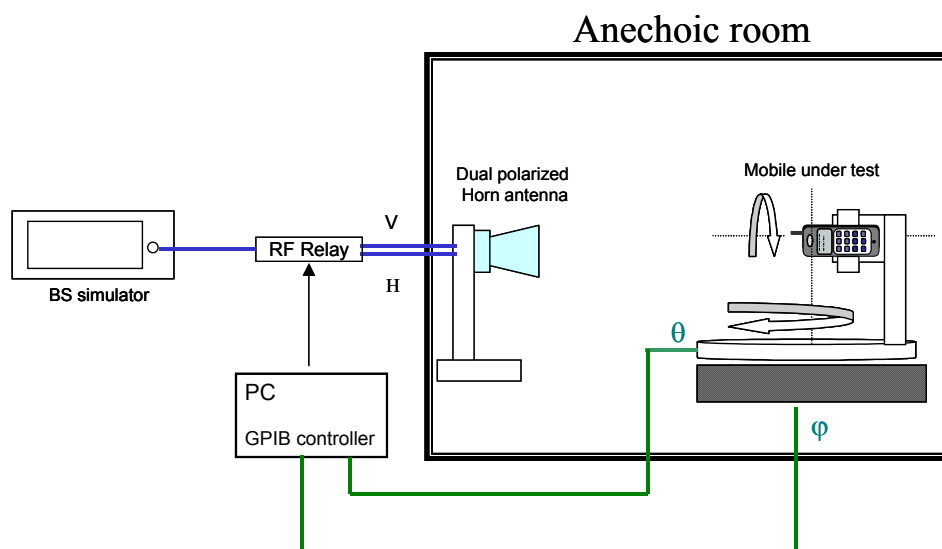 Anechoic room
Dual polarized
Horn antenna
Mobile under test
V
RF Relay
H
BS simulator
θ
PC
GPIB controller
φ